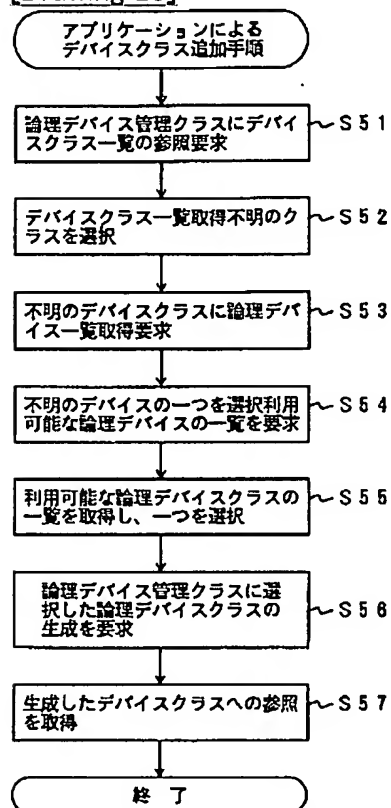 アプリケーションによる
デバイスクラス追加手順
論理デバイス管理クラスにデバイ
スクラス一覧の参照要求
S51
デバイスクラス一覧取得不明のク
ラスを選択
S52
不明のデバイスクラスに論理デバ
イス一覧取得要求
S53
不明のデバイスの一つを選択利用
可能な論理デバイスの一覧を要求
S54
利用可能な論理デバイスクラスの
一覧を取得し、一つを選択
S55
論理デバイス管理クラスに選
択した論理デバイスクラスの
生成を要求
S56
生成したデバイスクラスへの参照
を取得
S57
終了